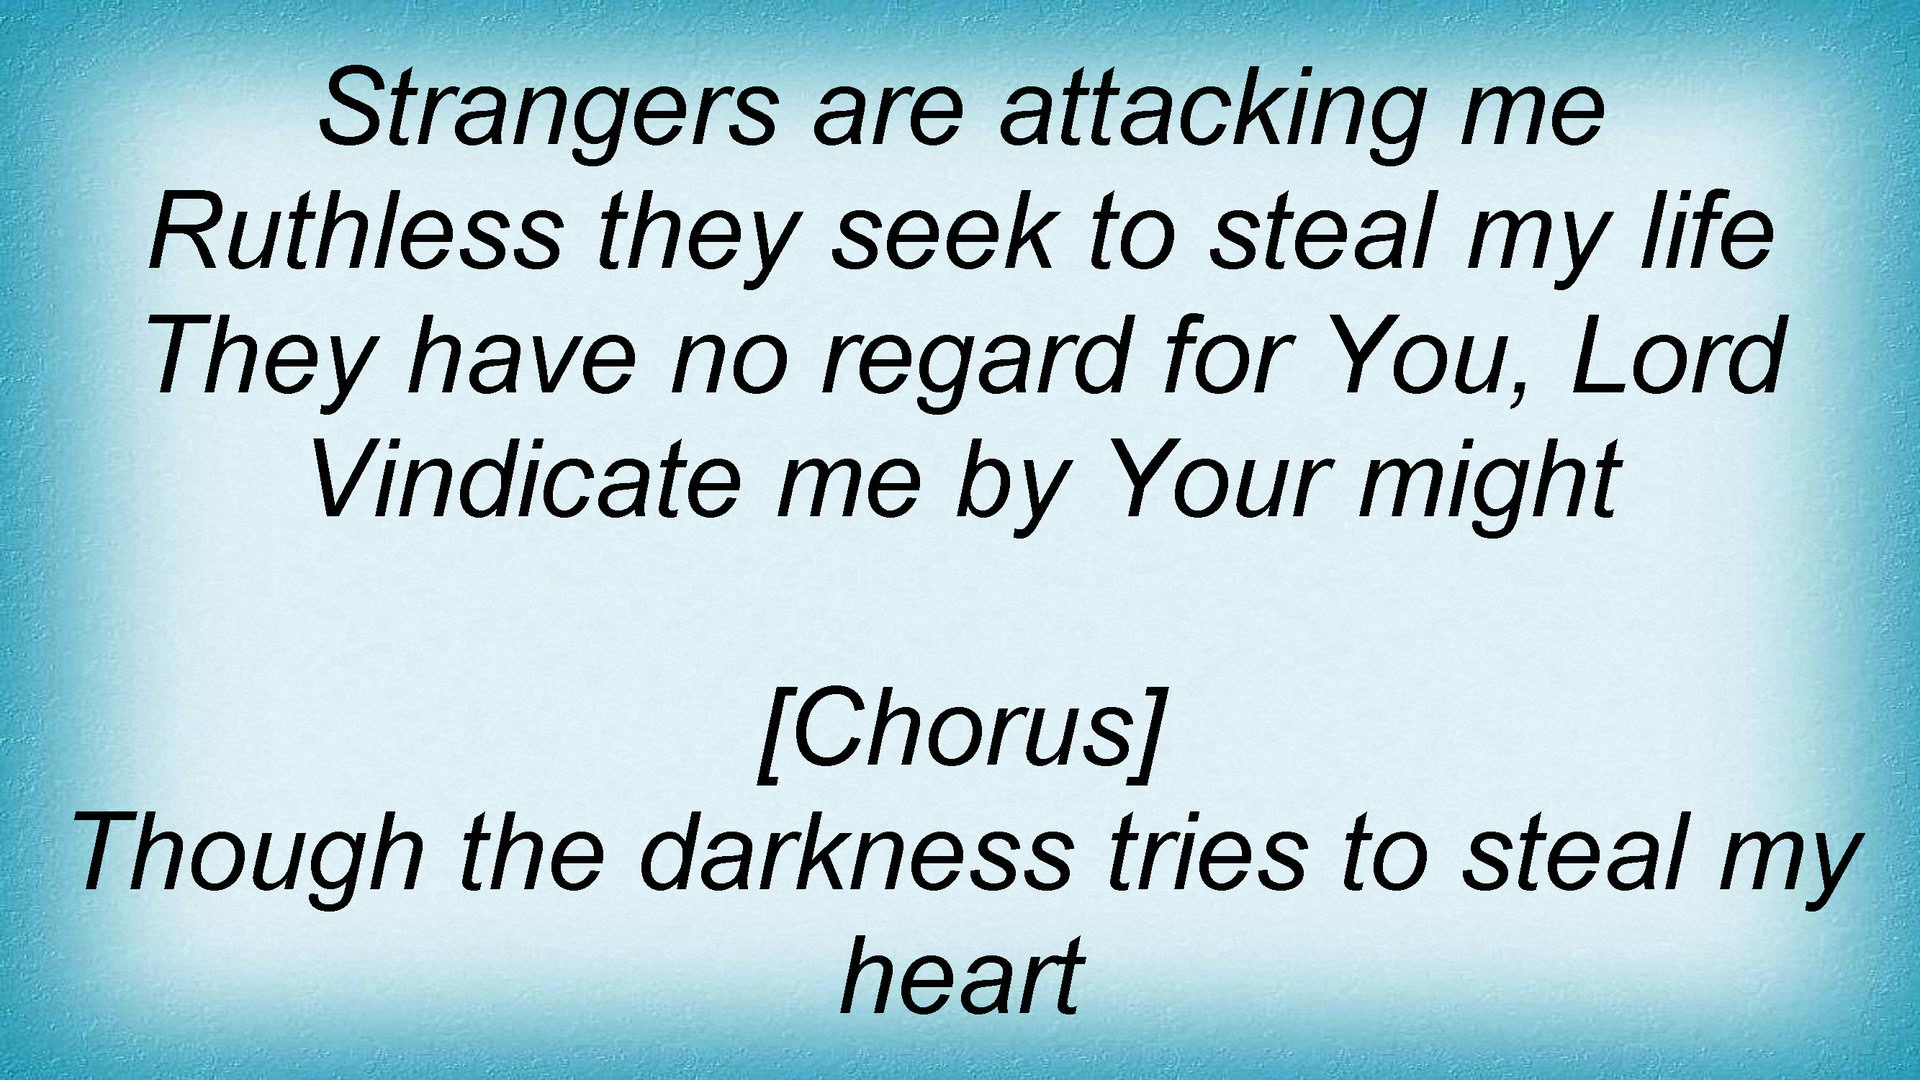 Strangers are attacking me
Ruthless they seek to steal my life
They have no regard for You, Lord
Vindicate me by Your might
[Chorus]
Though the darkness tries to steal my
heart